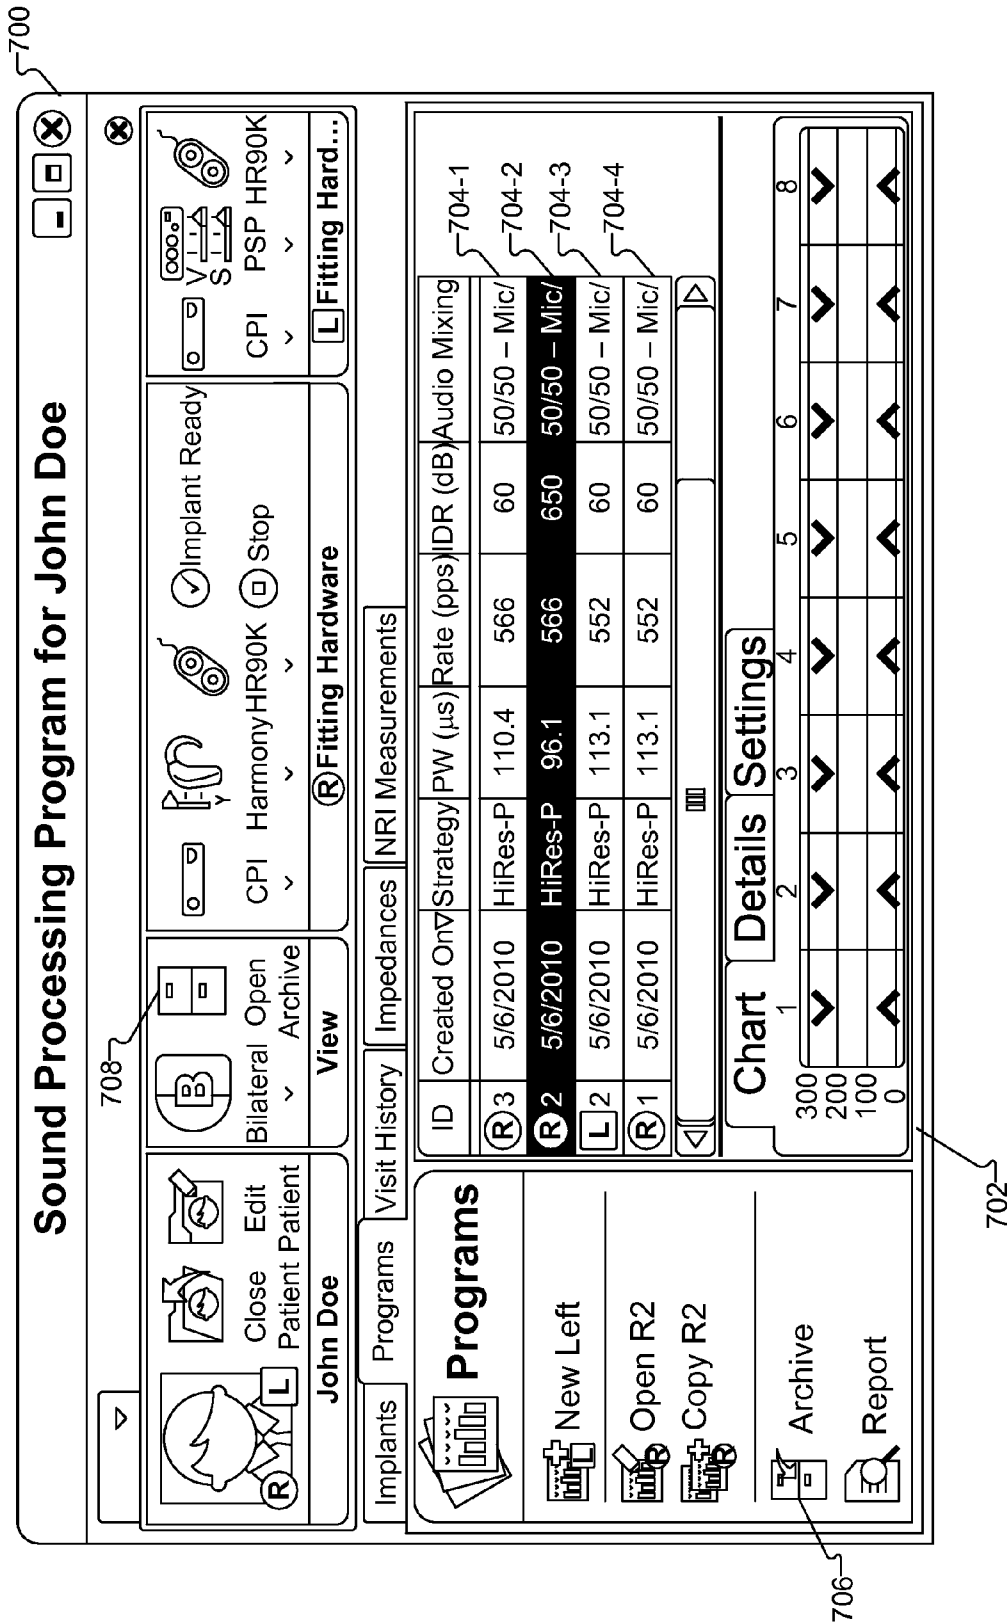 700
Sound Processing Program for John Doe
708
Close Patient
Edit Patient
R
L
John Doe
B
Bilateral
Open Archive
View
CPI
Harmony
HR90K
Implant Ready
Stop
R Fitting Hardware
V
S
CPI
PSP
HR90K
L Fitting Hard...
Implants
Programs
Visit History
Impedances
NRI Measurements
Programs
New Left
Open R2
Copy R2
Archive
Report
706
ID Created On Strategy PW (µs) Rate (pps) IDR (dB) Audio Mixing
R 3 5/6/2010 HiRes-P 110.4 566 60 50/50 – Mic/ 704-1
R 2 5/6/2010 HiRes-P 96.1 566 650 50/50 – Mic/ 704-2
L 2 5/6/2010 HiRes-P 113.1 552 60 50/50 – Mic/ 704-3
R 1 5/6/2010 HiRes-P 113.1 552 60 50/50 – Mic/ 704-4
Chart Details Settings
1 2 3 4 5 6 7 8
300
200
100
0
702